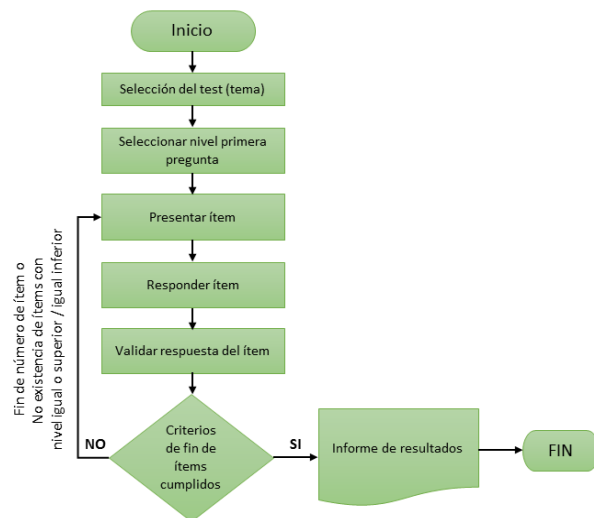 Inicio
Selección del test (tema)
Seleccionar nivel primera
pregunta
Presentar ítem
Responder ítem
Validar respuesta del ítem
Criterios
de fin de
ítems
cumplidos
NO
SI
Informe de resultados
FIN
Fin de número de ítem o
No existencia de ítems con
nivel igual o superior / igual inferior